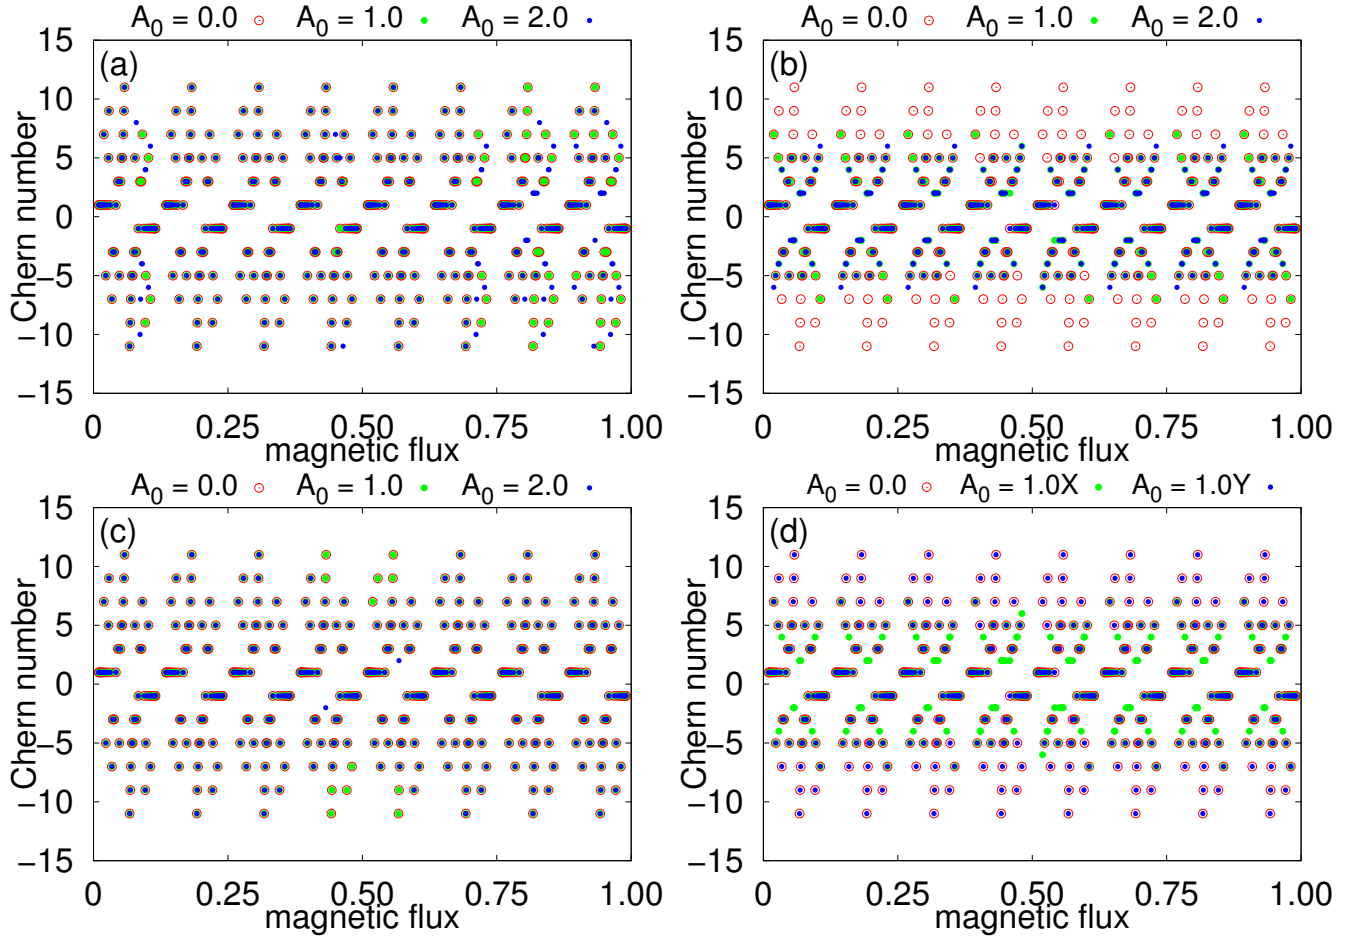 A0 = 0.0 A0 = 1.0 A0 = 2.0
(a)
Chern number
15
10
5
0
−5
−10
−15
0 0.25 0.50 0.75 1.00
magnetic flux
A0 = 0.0 A0 = 1.0 A0 = 2.0
(b)
Chern number
15
10
5
0
−5
−10
−15
0 0.25 0.50 0.75 1.00
magnetic flux
A0 = 0.0 A0 = 1.0 A0 = 2.0
(c)
Chern number
15
10
5
0
−5
−10
−15
0 0.25 0.50 0.75 1.00
magnetic flux
A0 = 0.0 A0 = 1.0X A0 = 1.0Y
(d)
Chern number
15
10
5
0
−5
−10
−15
0 0.25 0.50 0.75 1.00
magnetic flux